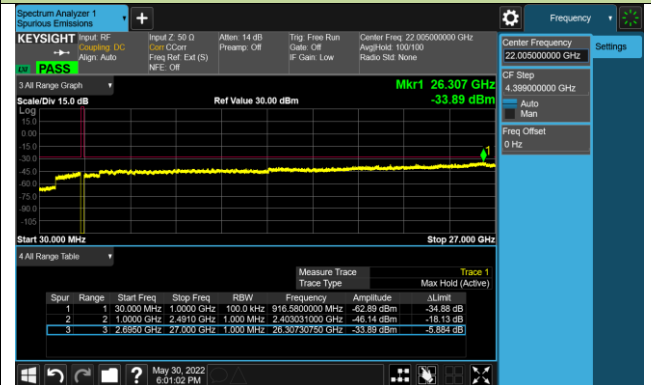 Spectrum Analyzer 1
Spurious Emissions
Frequency
KEYSIGHT Input: RF
Coupling: DC
Align: Auto
Input Z: 50 Ω
Corr CCorr
Freq Ref: Ext (S)
NFE: Off
Atten: 14 dB
Preamp: Off
Trig: Free Run
Gate: Off
IF Gain: Low
Center Freq: 22.005000000 GHz
Avg|Hold: 100/100
Radio Std: None
PASS
Center Frequency
22.005000000 GHz
Settings
CF Step
4.399000000 GHz
Auto
Man
Freq Offset
0 Hz
3 All Range Graph
Mkr1 26.307 GHz
Scale/Div 15.0 dB
Ref Value 30.00 dBm
-33.89 dBm
Log
15.0
0.00
-15.0
-30.0
-45.0
-60.0
-75.0
-90.0
-105
1
Start 30.000 MHz
Stop 27.000 GHz
4 All Range Table
Measure Trace Trace 1
Trace Type Max Hold (Active)
Spur Range Start Freq Stop Freq RBW Frequency Amplitude ΔLimit
1 1 30.000 MHz 1.0000 GHz 100.0 kHz 916.5800000 MHz -62.89 dBm -34.88 dB
2 2 1.0000 GHz 2.4910 GHz 1.000 MHz 2.403031000 GHz -46.14 dBm -18.13 dB
3 3 2.6950 GHz 27.000 GHz 1.000 MHz 26.30730750 GHz -33.89 dBm -5.884 dB
?
May 30, 2022
6:01:02 PM